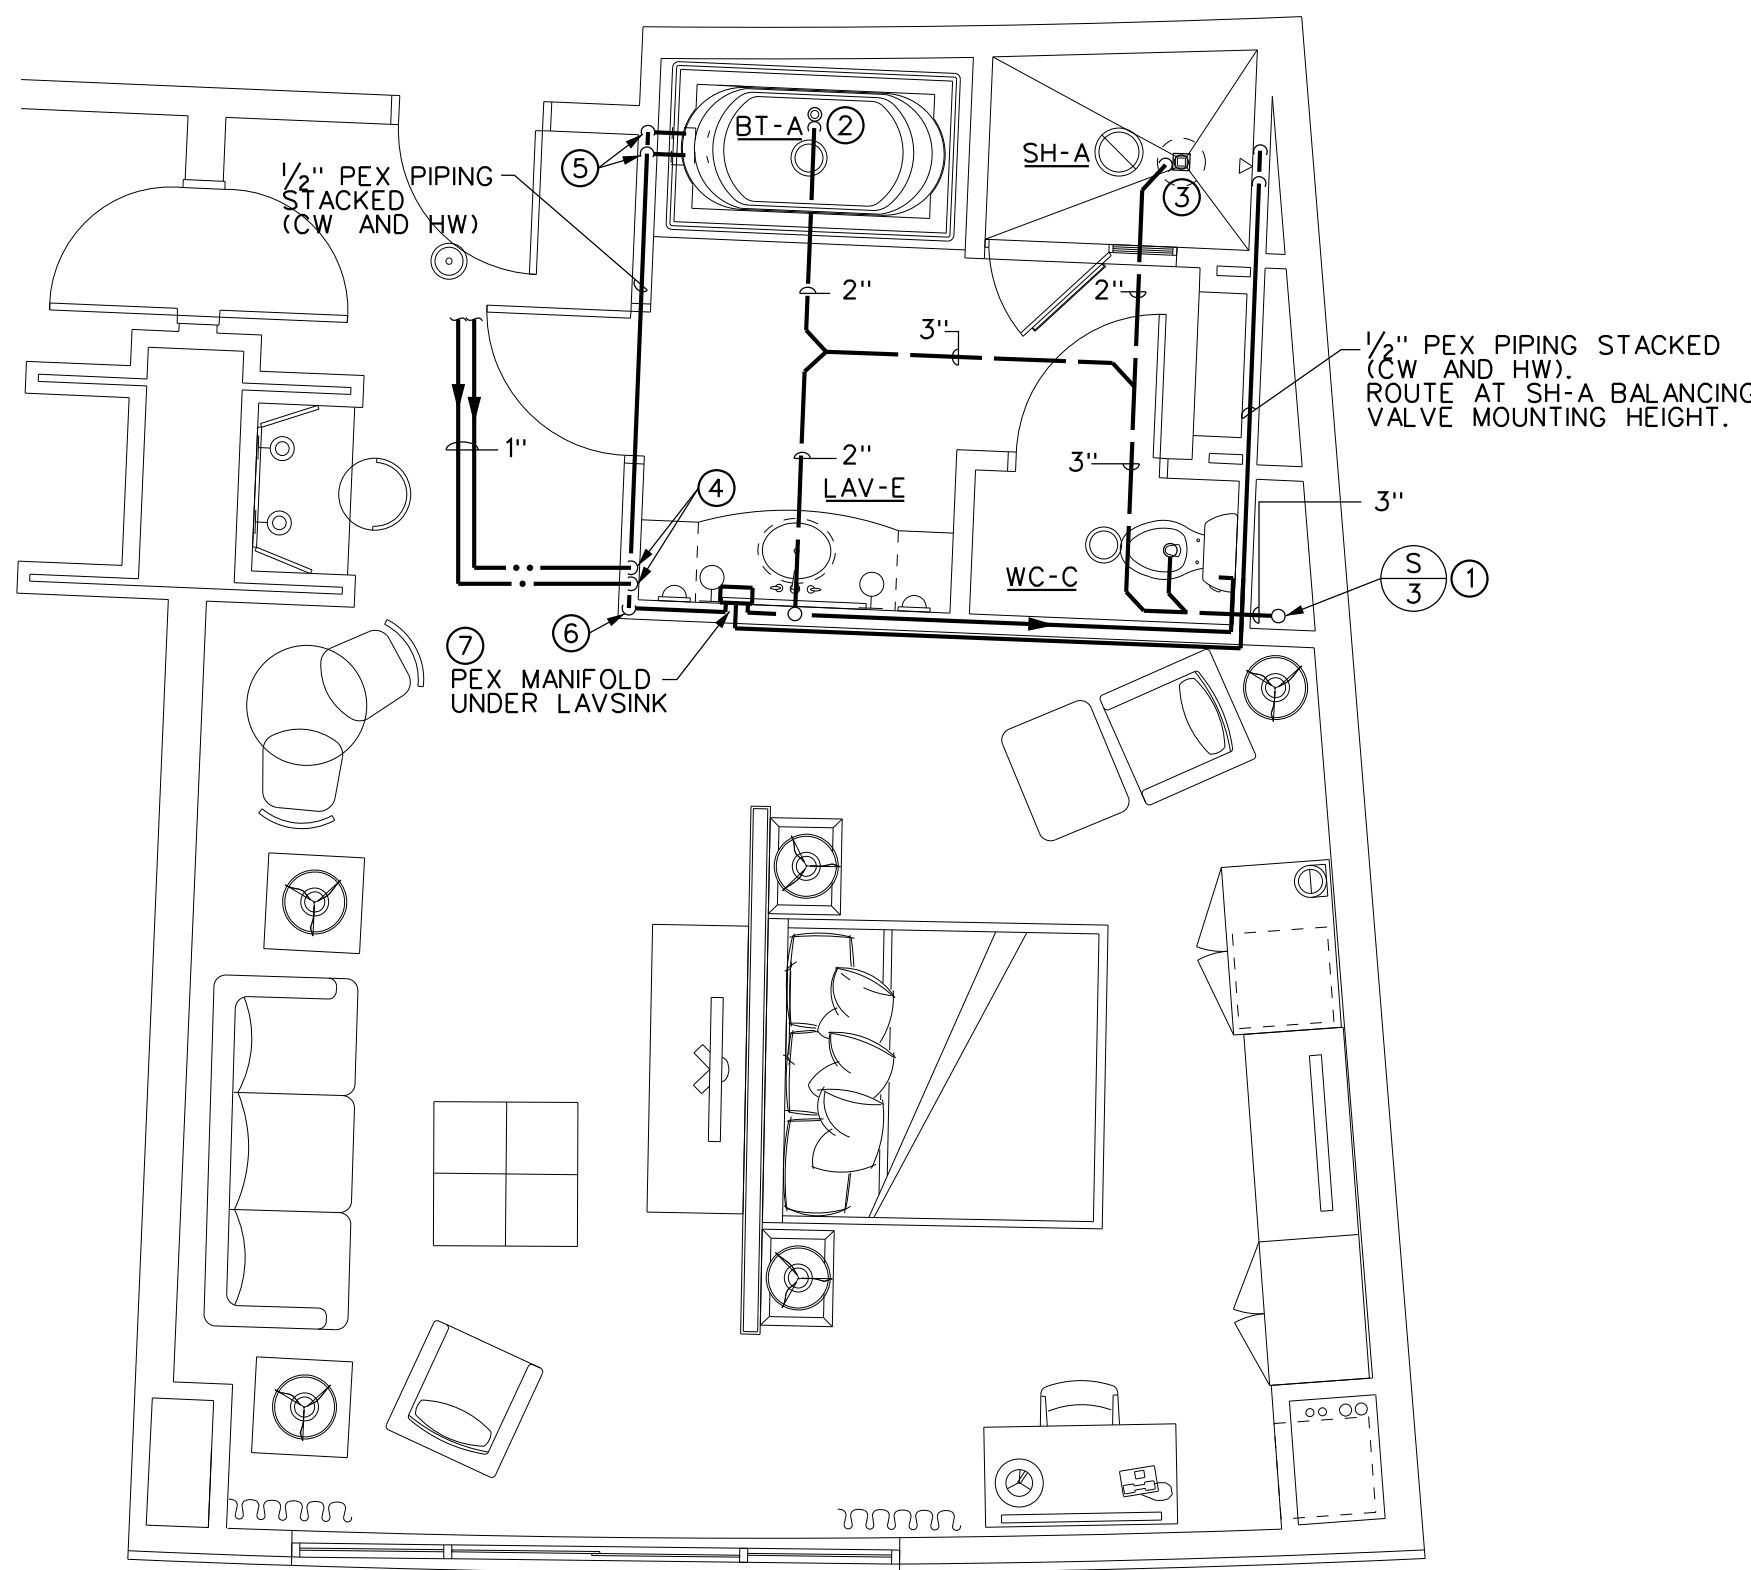 BT-A
2
SH-A
3
5
1/2" PEX PIPING
STACKED
(CW AND HW)
2"
2"
3"
1/2" PEX PIPING STACKED
(CW AND HW).
ROUTE AT SH-A BALANCING
VALVE MOUNTING HEIGHT.
1"
2"
3"
4
LAV-E
3"
WC-C
S
3
1
6
7
PEX MANIFOLD
UNDER LAVSINK